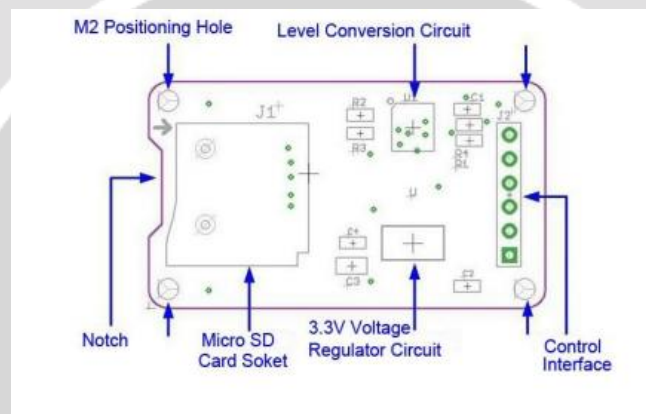 M2 Positioning Hole
Level Conversion Circuit
J1
R2
R3
U1
C1
J2
R4
R1
U
C4
C3
C2
Notch
Micro SD
Card Soket
3.3V Voltage
Regulator Circuit
Control
Interface